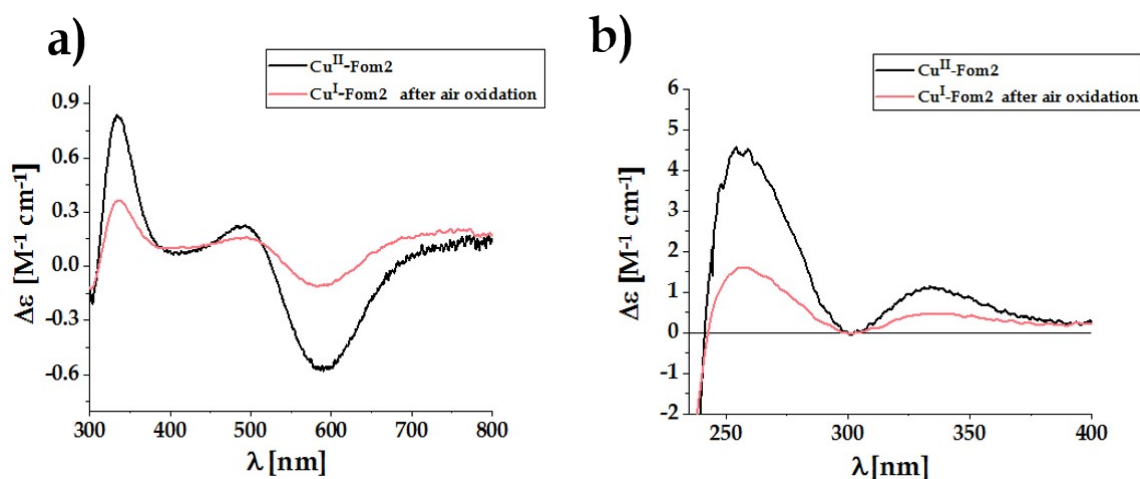 a)
Cu^II-Fom2
Cu^I-Fom2 after air oxidation
Δε [M⁻¹ cm⁻¹]
0.9
0.6
0.3
0.0
-0.3
-0.6
300 400 500 600 700 800
λ [nm]
b)
Cu^II-Fom2
Cu^I-Fom2 after air oxidation
Δε [M⁻¹ cm⁻¹]
6
5
4
3
2
1
0
-1
-2
250 300 350 400
λ [nm]